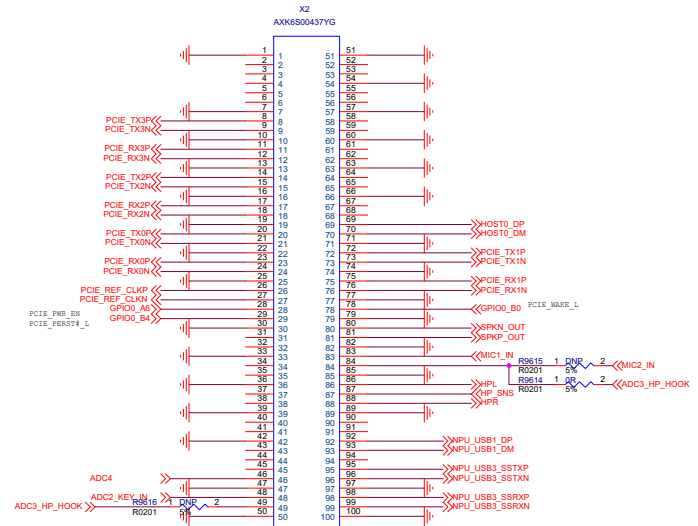 X2
AXK6S00437YG
1 1 51 51
2 2 52 52
3 3 53 53
4 4 54 54
5 5 55 55
6 6 56 56
7 7 57 57
PCIE_TX3P 8 8 58 58
PCIE_TX3N 9 9 59 59
10 10 60 60
PCIE_RX3P 11 11 61 61
PCIE_RX3N 12 12 62 62
13 13 63 63
PCIE_TX2P 14 14 64 64
PCIE_TX2N 15 15 65 65
16 16 66 66
PCIE_RX2P 17 17 67 67
PCIE_RX2N 18 18 68 68
19 19 69 69 HOST0_DP
PCIE_TX0P 20 20 70 70 HOST0_DM
PCIE_TX0N 21 21 71 71
22 22 72 72 PCIE_TX1P
PCIE_RX0P 23 23 73 73 PCIE_TX1N
PCIE_RX0N 24 24 74 74
25 25 75 75 PCIE_RX1P
PCIE_REF_CLKP 26 26 76 76 PCIE_RX1N
PCIE_REF_CLKN 27 27 77 77
PCIE_PWR_EN GPIO0_A6 28 28 78 78 GPIO0_B0 PCIE_WAKE_L
PCIE_PERST#_L GPIO0_B4 29 29 79 79
30 30 80 80 SPKN_OUT
31 31 81 81 SPKP_OUT
32 32 82 82
33 33 83 83 MIC1_IN
34 34 84 84 R9615 1 DNP 2 MIC2_IN
R0201 5%
35 35 85 85
36 36 86 86 HPL R9614 1 0R 2 ADC3_HP_HOOK
R0201 5%
37 37 87 87 HP_SNS
38 38 88 88 HPR
39 39 89 89
40 40 90 90
41 41 91 91
42 42 92 92 NPU_USB1_DP
43 43 93 93 NPU_USB1_DM
44 44 94 94
45 45 95 95 NPU_USB3_SSTXP
ADC4 46 46 96 96 NPU_USB3_SSTXN
47 47 97 97
ADC2_KEY_IN 48 48 98 98 NPU_USB3_SSRXP
ADC3_HP_HOOK R9616 1 DNP 2 49 49 99 99 NPU_USB3_SSRXN
R0201 5%
50 50 100 100